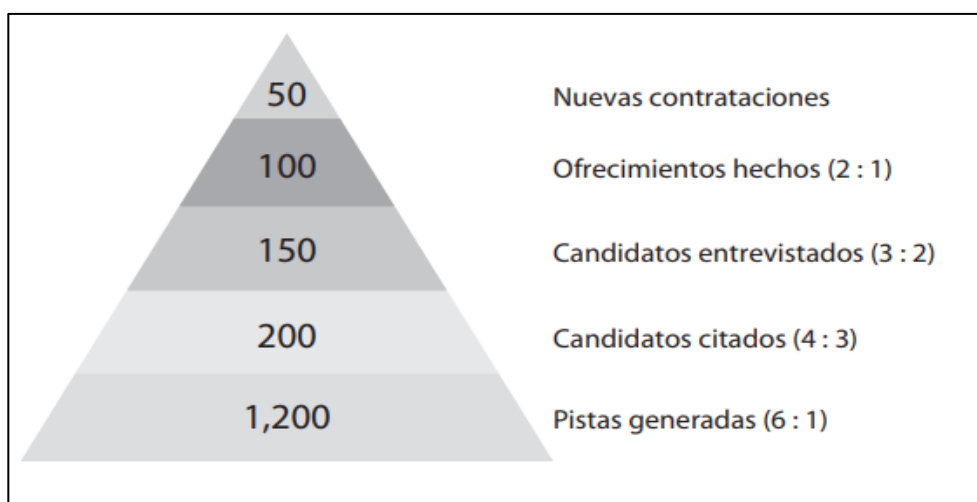 50 Nuevas contrataciones
100 Ofrecimientos hechos (2 : 1)
150 Candidatos entrevistados (3 : 2)
200 Candidatos citados (4 : 3)
1,200 Pistas generadas (6 : 1)